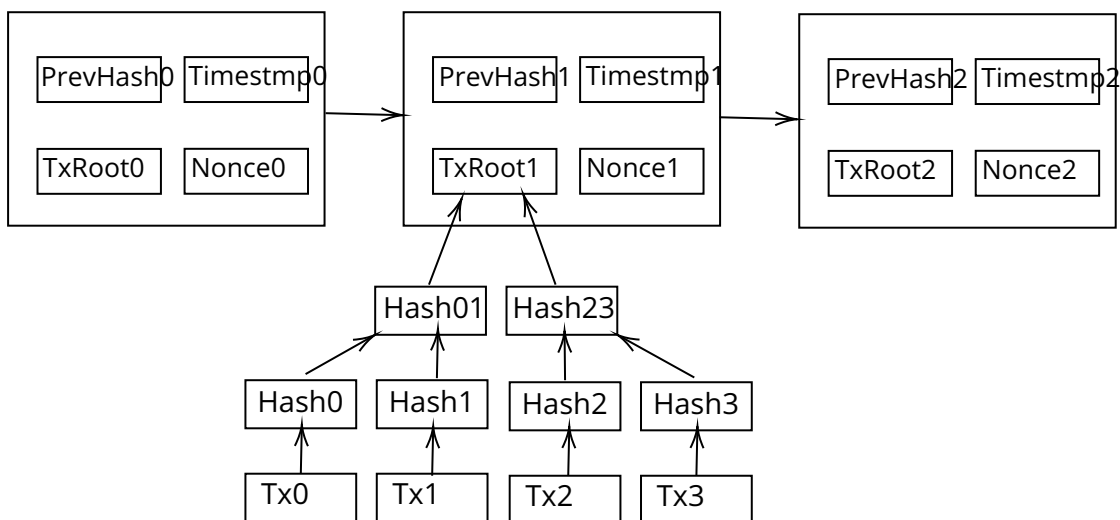 PrevHash0 Timestmp0
TxRoot0 Nonce0
PrevHash1 Timestmp1
TxRoot1 Nonce1
PrevHash2 Timestmp2
TxRoot2 Nonce2
Hash01 Hash23
Hash0 Hash1 Hash2 Hash3
Tx0 Tx1 Tx2 Tx3